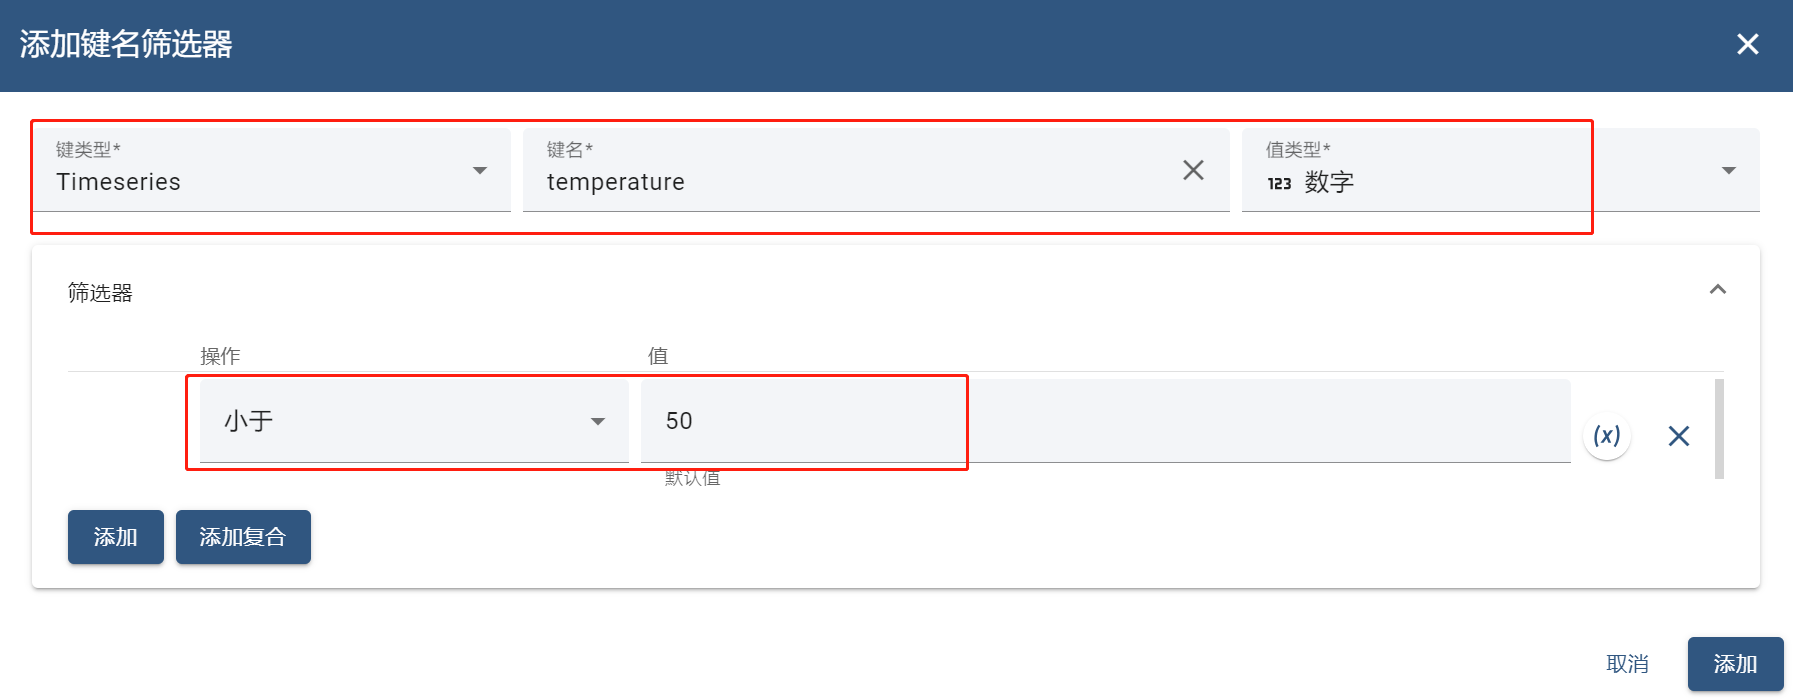 添加键名筛选器
键类型*
Timeseries
键名*
temperature
值类型*
123 数字
筛选器
操作
值
小于
50
(x)
默认值
添加
添加复合
取消
添加